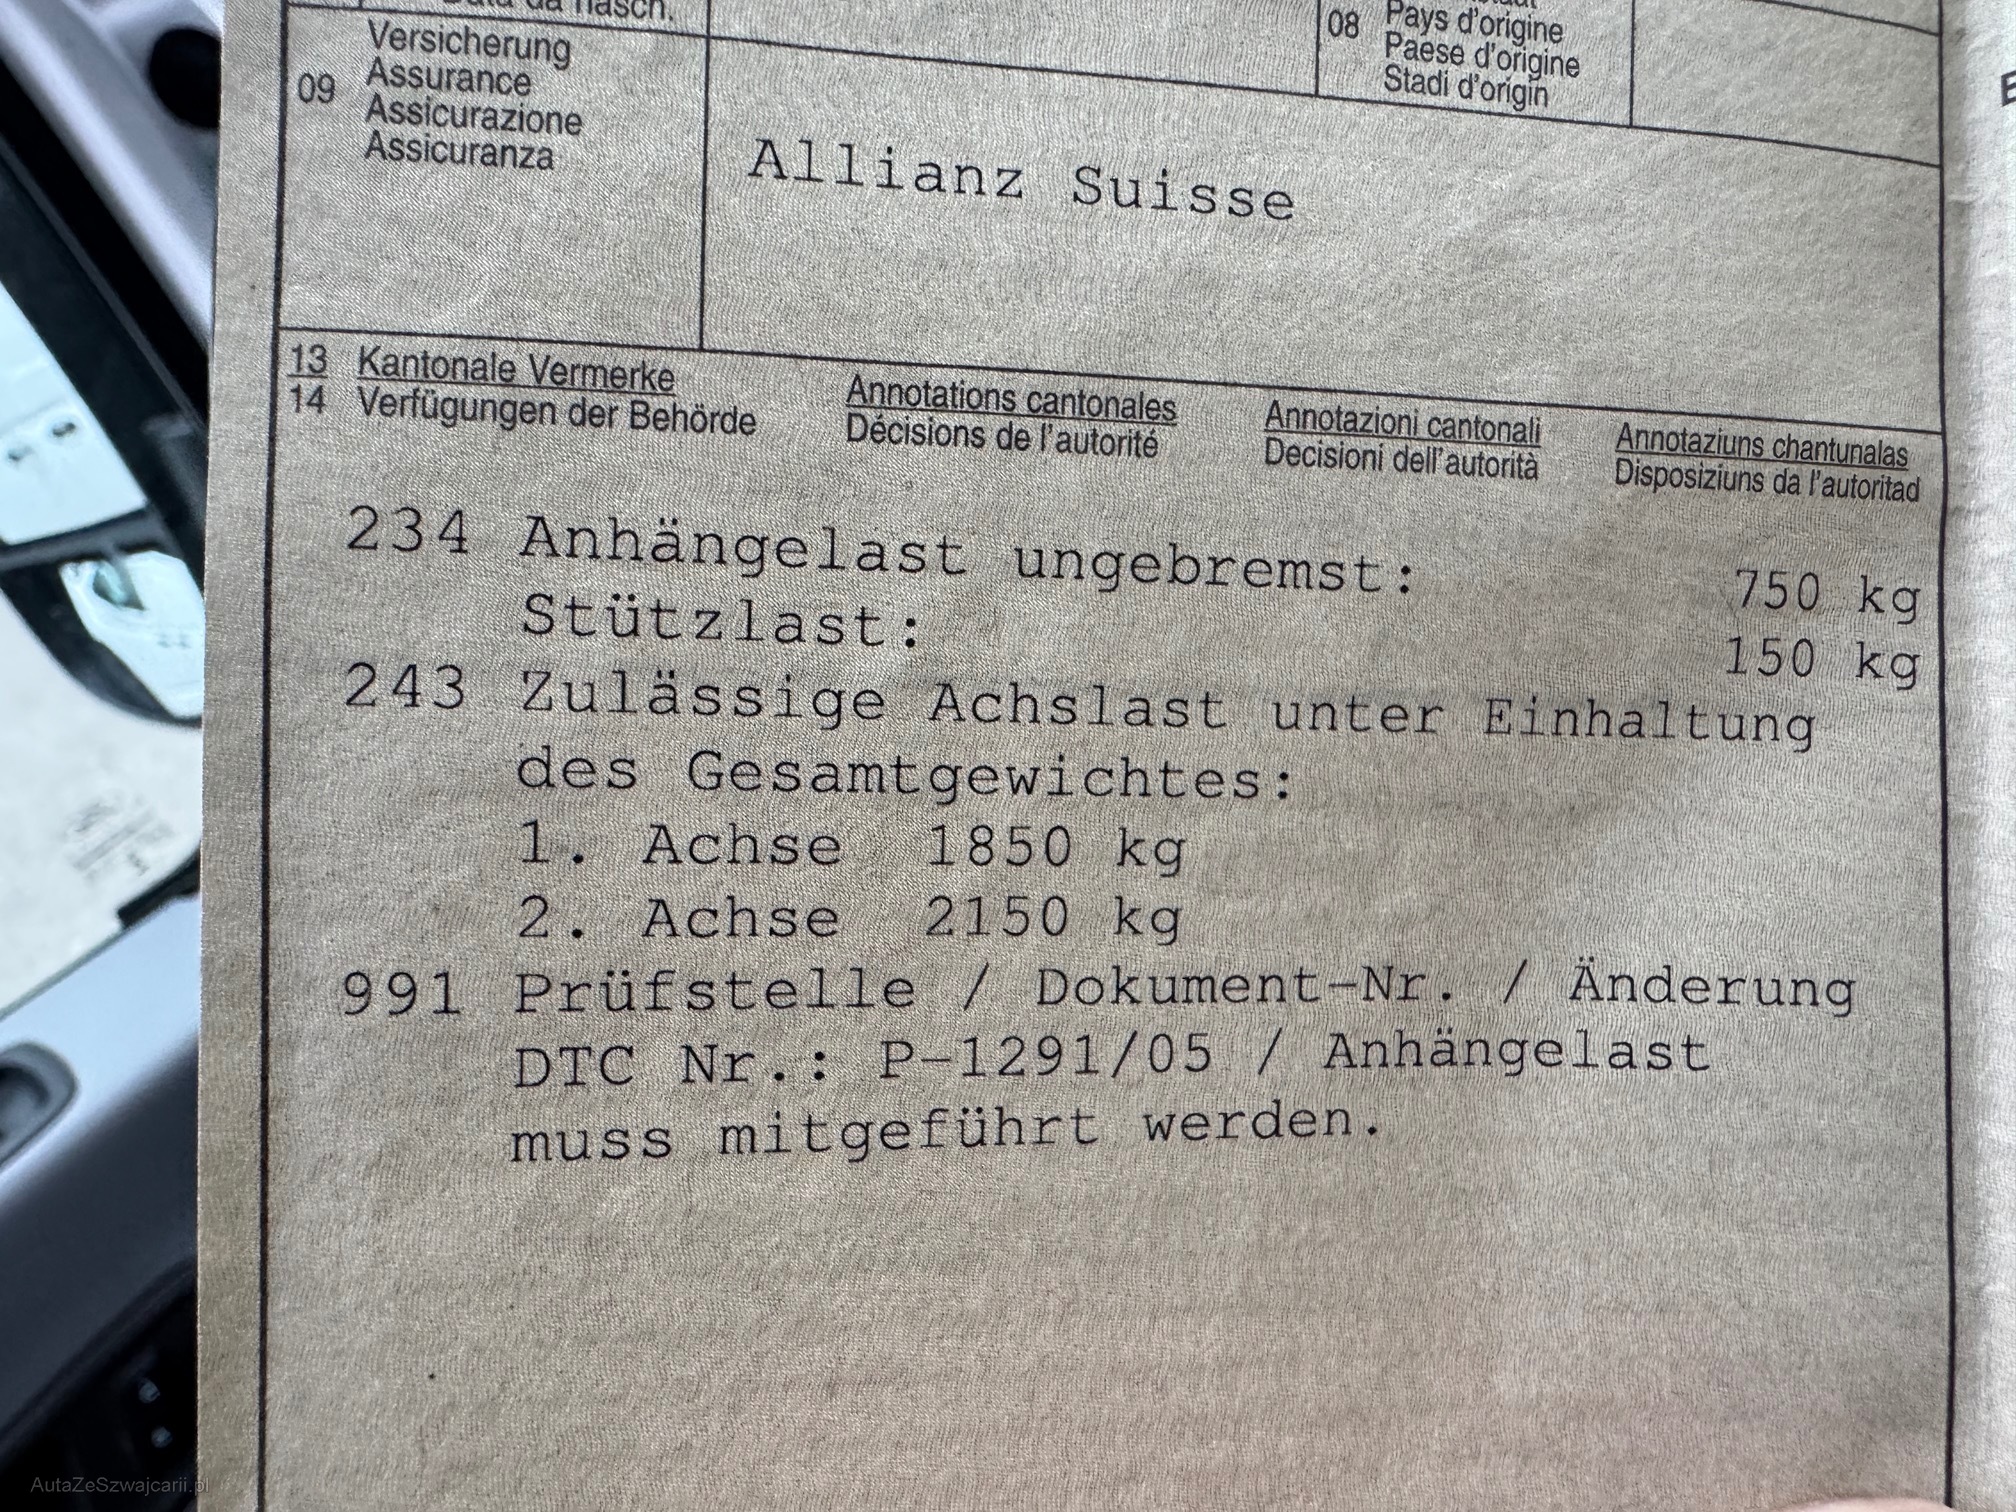 nasch.
Versicherung
09 Assurance
Assicurazione
Assicuranza
Allianz Suisse
08 Pays d'origine
Paese d'origine
Stadi d'origin
13 Kantonale Vermerke Annotations cantonales Annotazioni cantonali Annotaziuns chantunalas
14 Verfügungen der Behörde Décisions de l'autorité Decisioni dell'autorità Disposiziuns da l'autoritad
234 Anhängelast ungebremst: 750 kg
Stützlast: 150 kg
243 Zulässige Achslast unter Einhaltung
des Gesamtgewichtes:
1. Achse 1850 kg
2. Achse 2150 kg
991 Prüfstelle / Dokument-Nr. / Änderung
DTC Nr.: P-1291/05 / Anhängelast
muss mitgeführt werden.
AutaZeSzwajcarii.pl